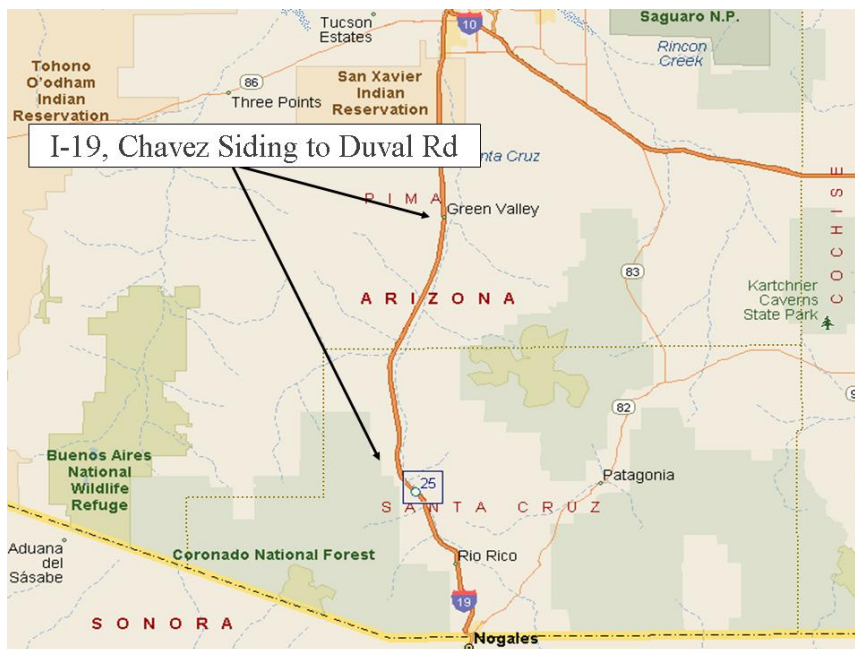 Tucson
Estates
10
Saguaro N.P.
Rincon
Creek
Tohono
O'odham
Indian
Reservation
86
Three Points
San Xavier
Indian
Reservation
I-19, Chavez Siding to Duval Rd
nta Cruz
PIMA
Green Valley
COCHISE
83
ARIZONA
Kartchner
Caverns
State Park
82
9
Buenos Aires
National
Wildlife
Refuge
25
Patagonia
SANTA CRUZ
Aduana
del
Sásabe
Coronado National Forest
Rio Rico
19
SONORA
Nogales